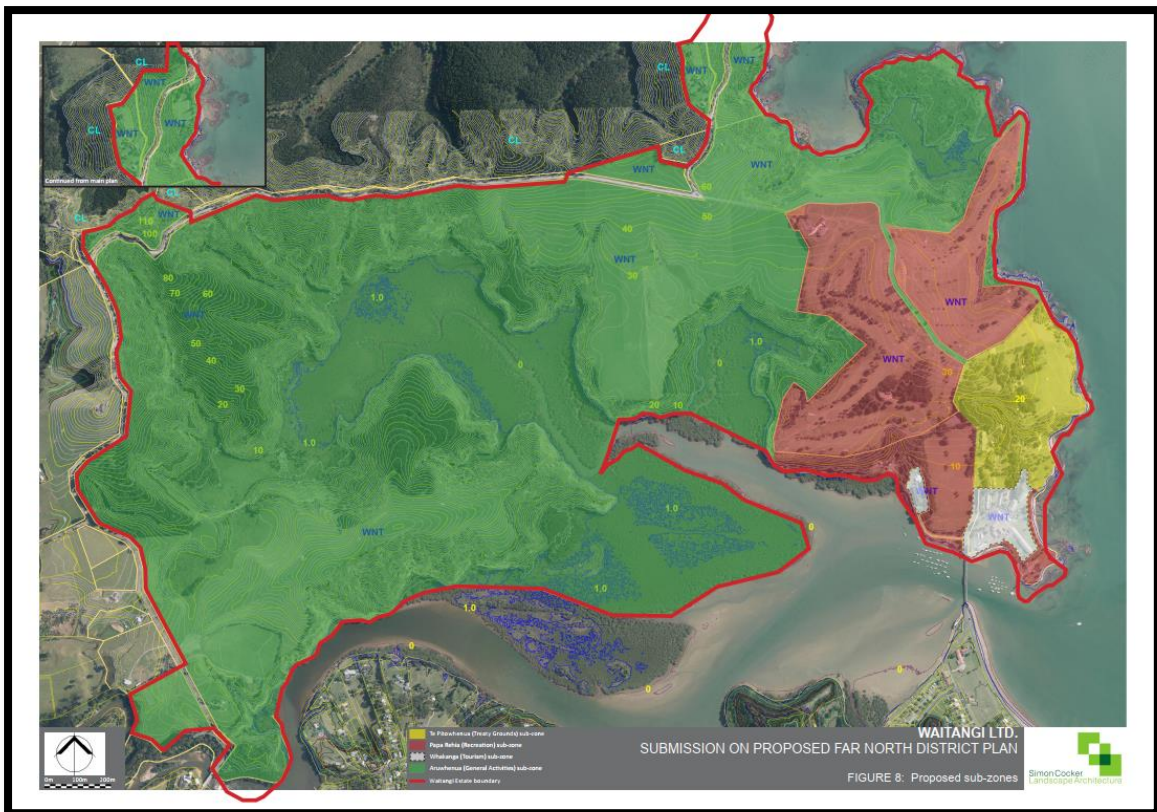 CL
WNT
CL
WNT
WNT
Continued from main plan
CL
WNT
WNT
CL
CL
CL
WNT
WNT
60
50
CL
CL
WNT
110
100
40
WNT
30
80
70
60
WNT
50
40
30
20
10
1.0
1.0
0
0
1.0
20
10
WNT
WNT
30
20
10
WNT
WNT
WNT
1.0
1.0
0
1.0
0
0
0
0m 100m 200m
Te Pitowhenua (Treaty Grounds) sub-zone
Papa Rehia (Recreation) sub-zone
Whakanga (Tourism) sub-zone
Aruwhenua (General Activities) sub-zone
Waitangi Estate boundary
WAITANGI LTD.
SUBMISSION ON PROPOSED FAR NORTH DISTRICT PLAN
FIGURE 8: Proposed sub-zones
Simon Cocker
Landscape Architecture